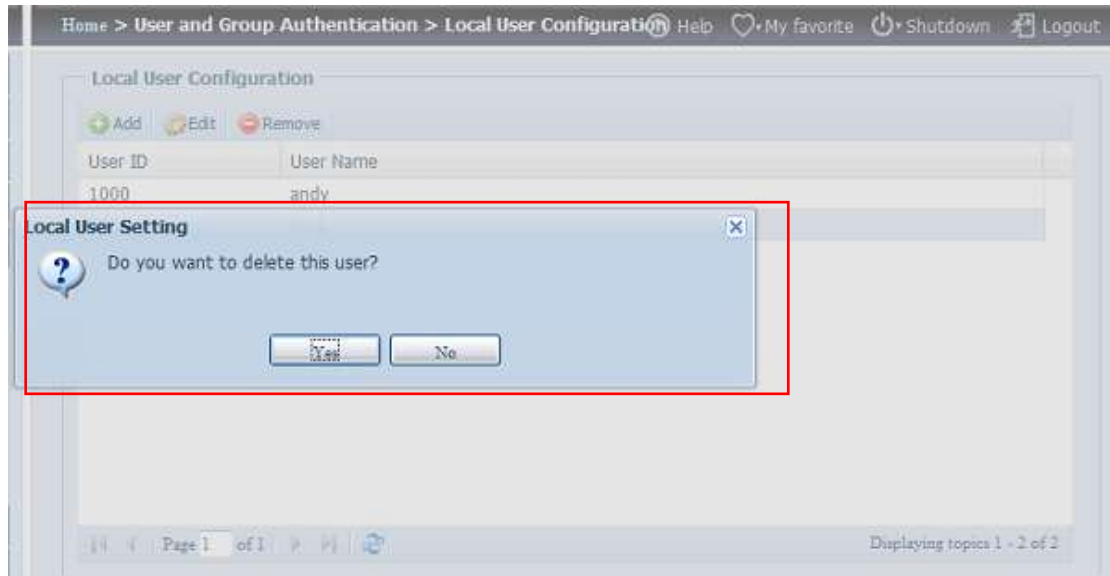 Home > User and Group Authentication > Local User Configuration Help My favorite Shutdown Logout
Local User Configuration
Add Edit Remove
User ID User Name
1000 andy
Local User Setting
Do you want to delete this user?
Yes No
Page 1 of 1 Displaying topics 1 - 2 of 2